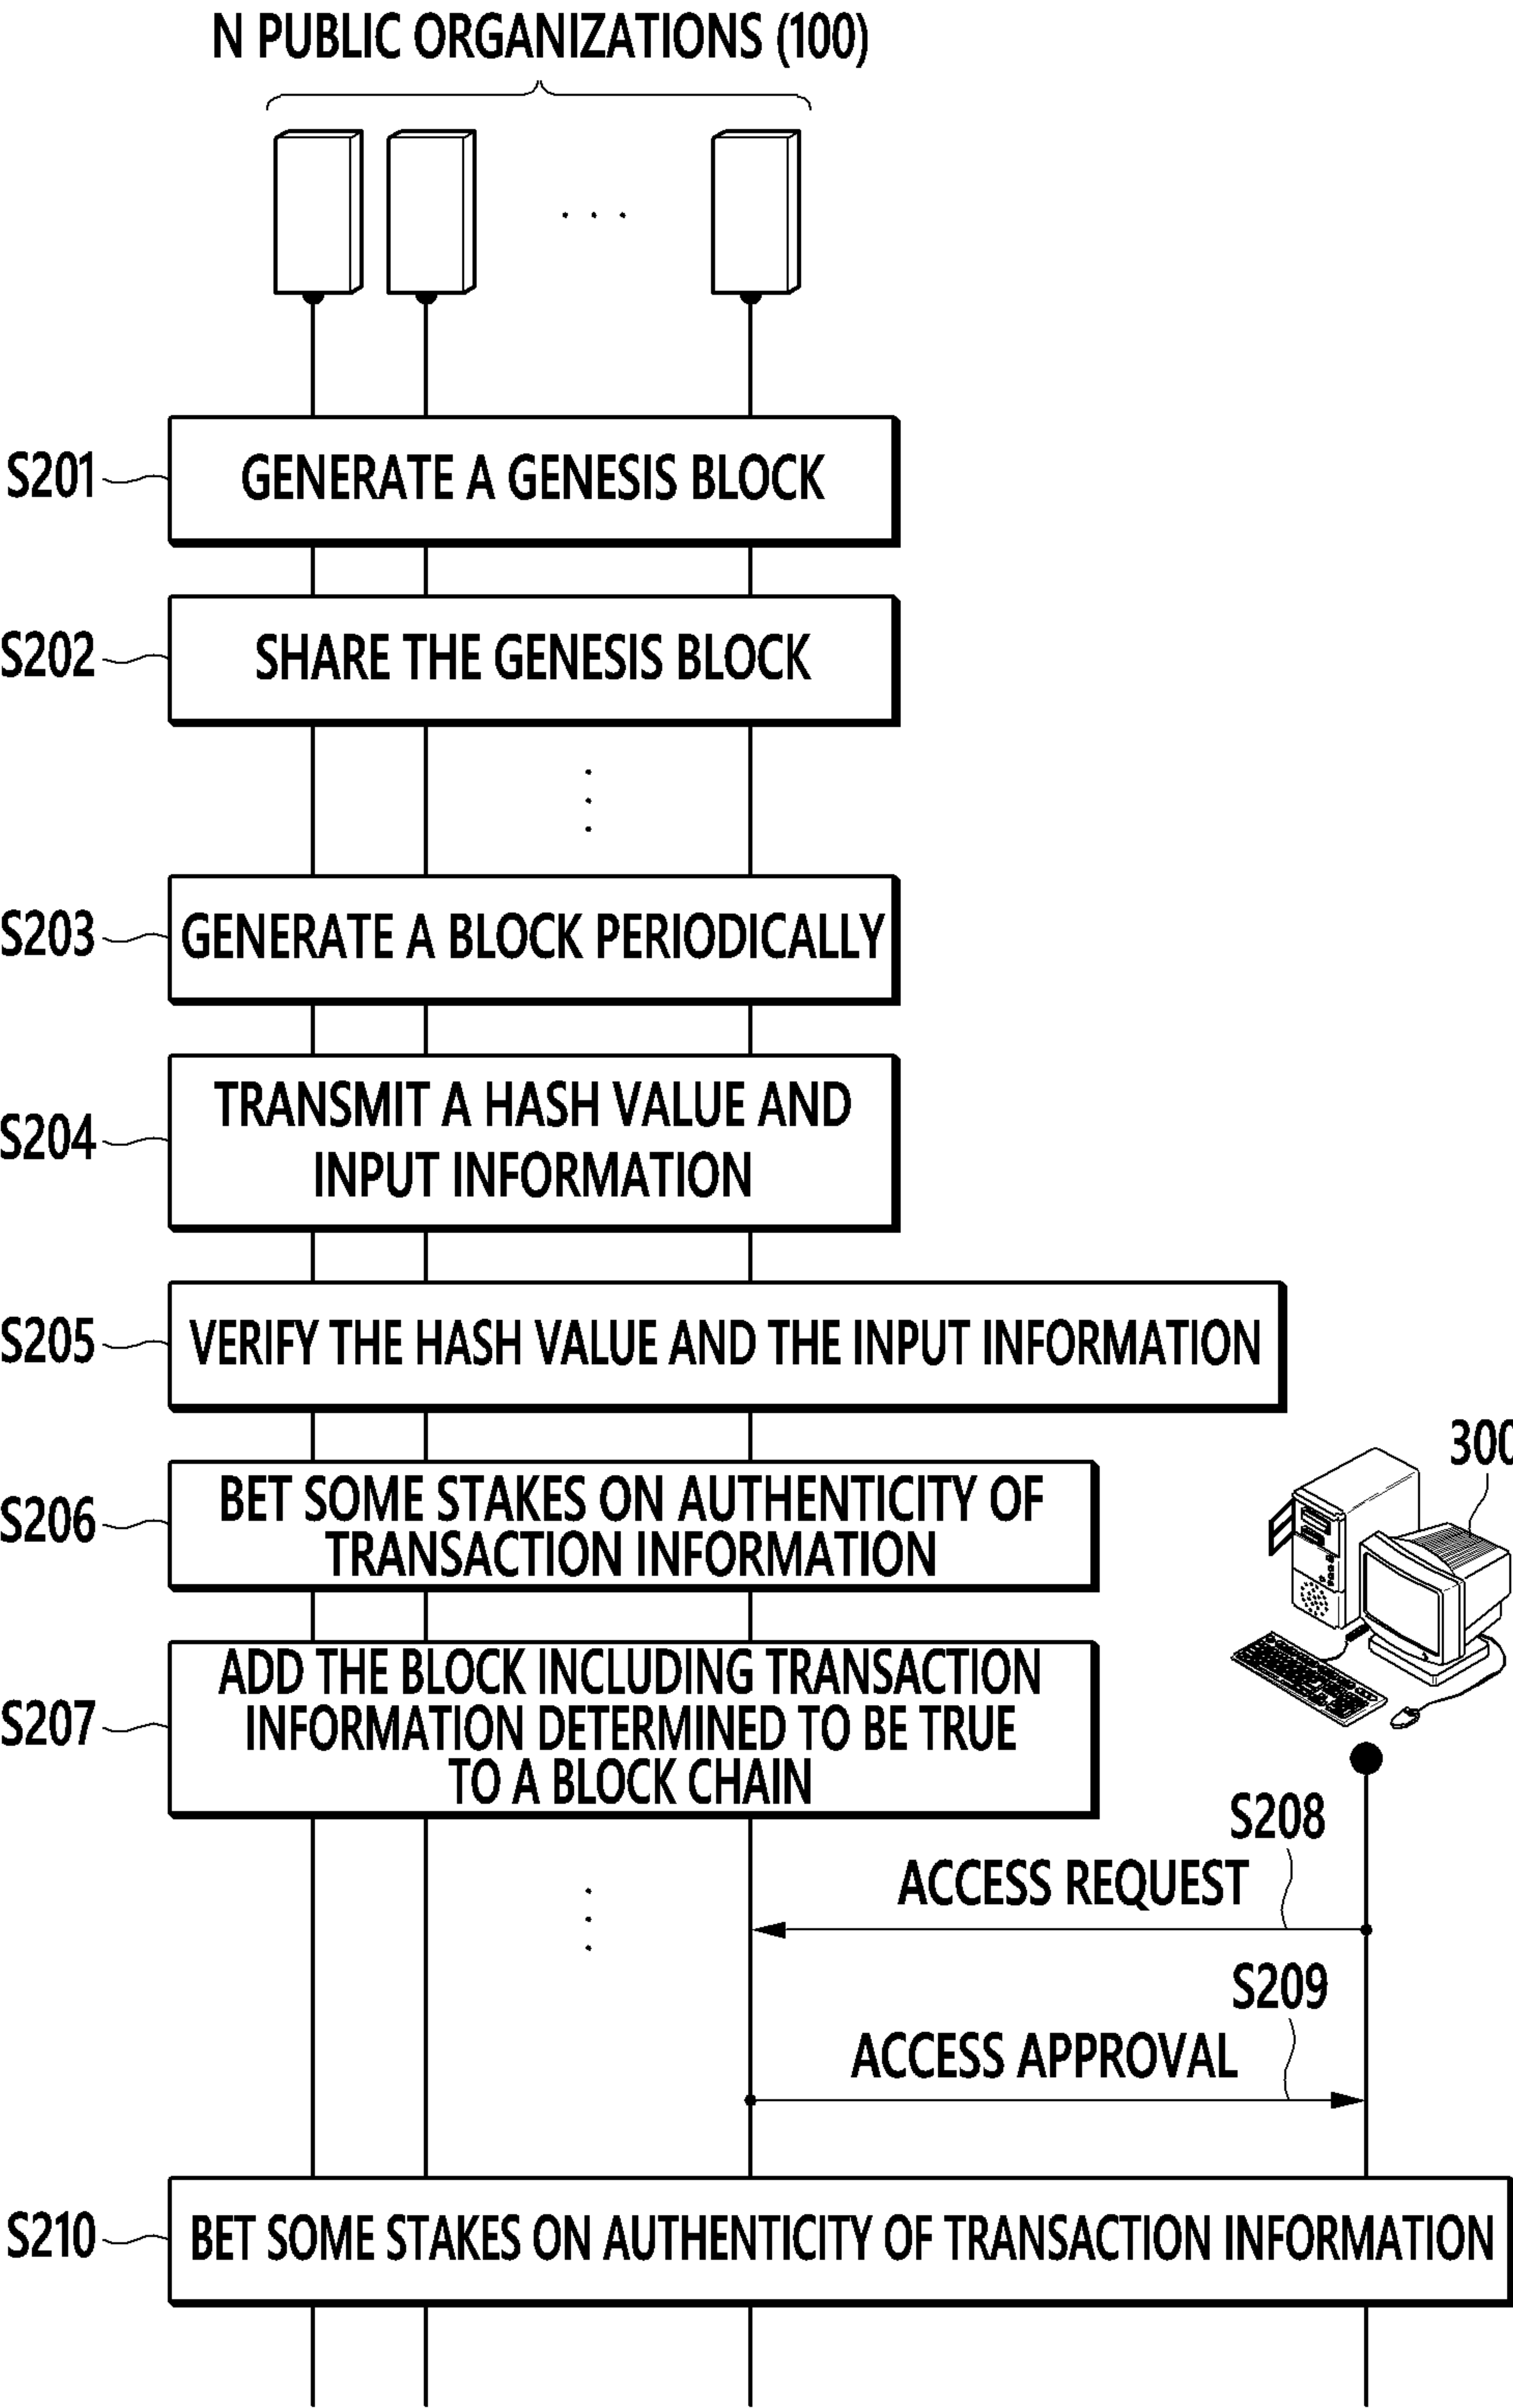 N PUBLIC ORGANIZATIONS (100)
S201
GENERATE A GENESIS BLOCK
S202
SHARE THE GENESIS BLOCK
S203
GENERATE A BLOCK PERIODICALLY
S204
TRANSMIT A HASH VALUE AND
INPUT INFORMATION
S205
VERIFY THE HASH VALUE AND THE INPUT INFORMATION
300
S206
BET SOME STAKES ON AUTHENTICITY OF
TRANSACTION INFORMATION
S207
ADD THE BLOCK INCLUDING TRANSACTION
INFORMATION DETERMINED TO BE TRUE
TO A BLOCK CHAIN
S208
ACCESS REQUEST
S209
ACCESS APPROVAL
S210
BET SOME STAKES ON AUTHENTICITY OF TRANSACTION INFORMATION